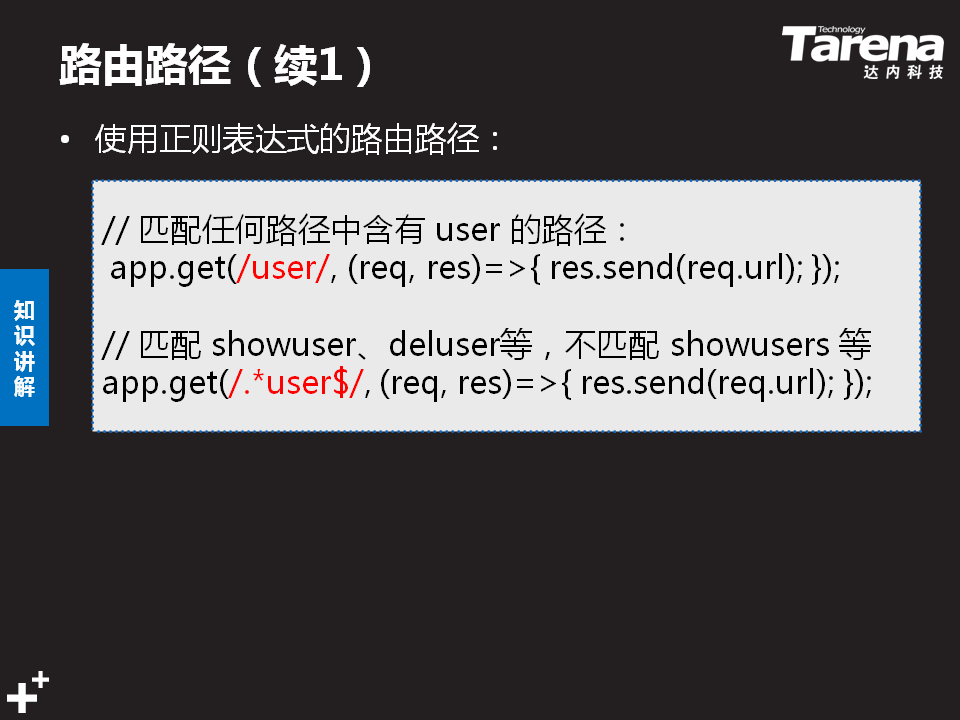 路由路径（续1）
Technology
Tarena
达内科技
• 使用正则表达式的路由路径：
// 匹配任何路径中含有 user 的路径：
app.get(/user/, (req, res)=>{ res.send(req.url); });
// 匹配 showuser、deluser等，不匹配 showusers 等
app.get(/.*user$/, (req, res)=>{ res.send(req.url); });
知识讲解